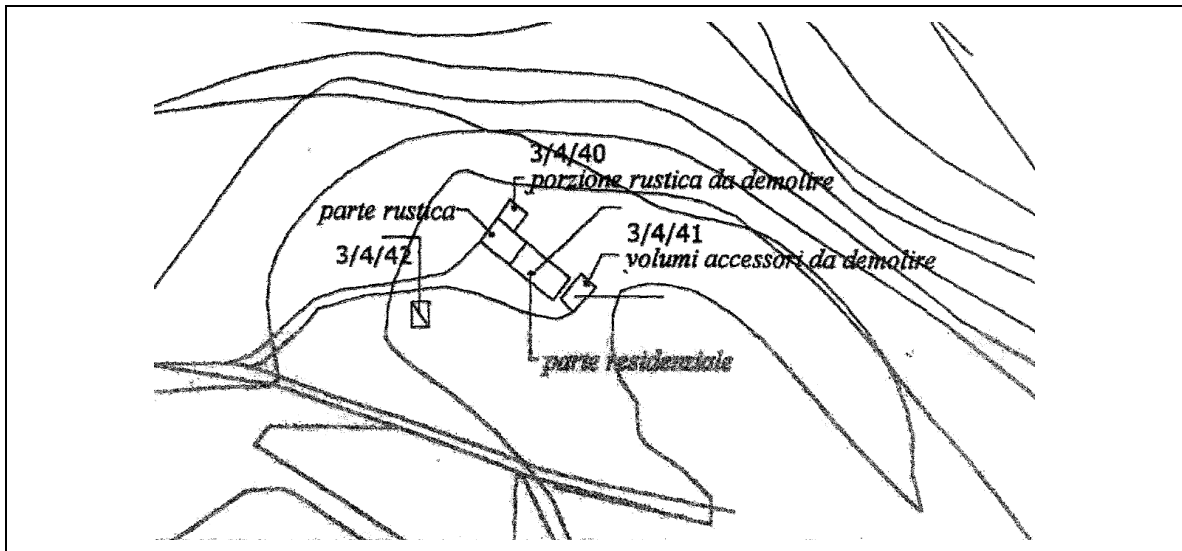 3/4/40
porzione rustica da demolire
parte rustica
3/4/41
3/4/42
volumi accessori da demolire
parte residenziale